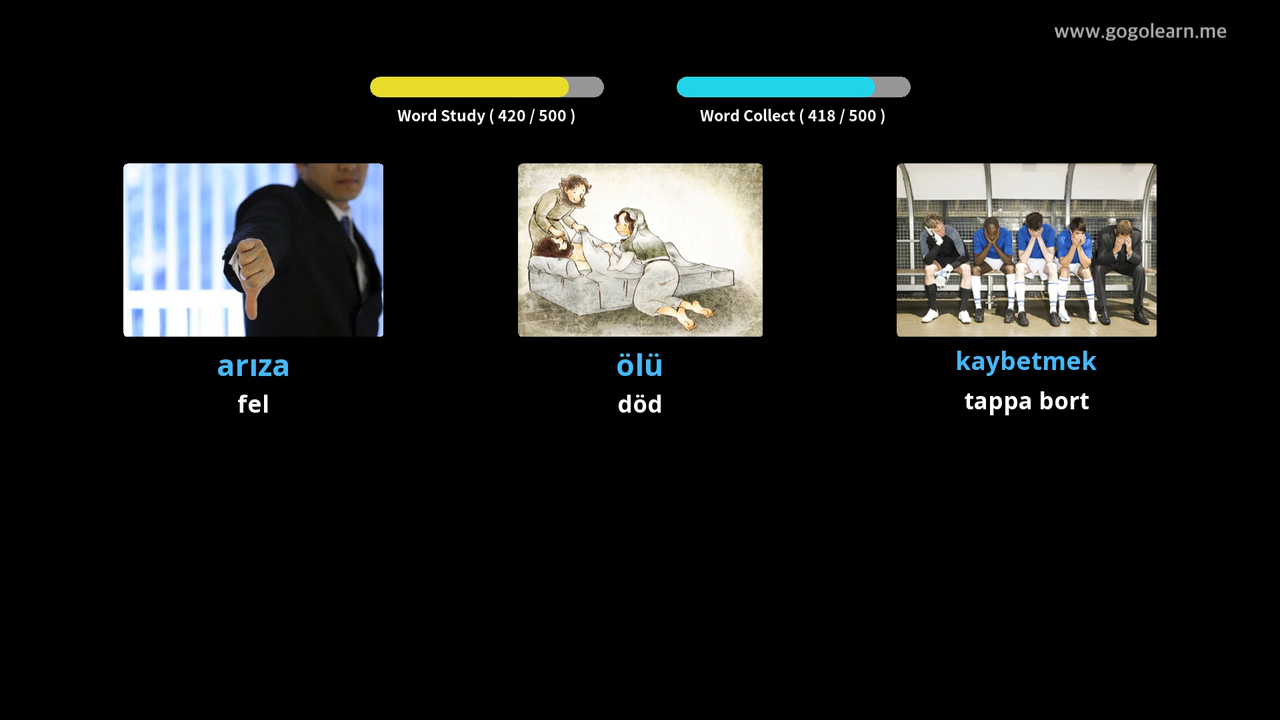 www.gogolearn.me
Word Study ( 420 / 500 )
Word Collect ( 418 / 500 )
arıza
ölü
kaybetmek
fel
död
tappa bort